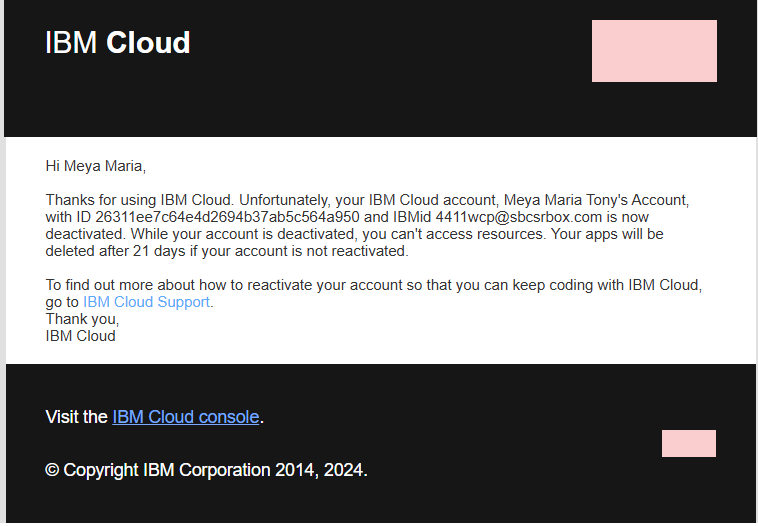 IBM Cloud
Hi Meya Maria,
Thanks for using IBM Cloud. Unfortunately, your IBM Cloud account, Meya Maria Tony's Account,
with ID 26311ee7c64e4d2694b37ab5c564a950 and IBMid 4411wcp@sbcsrbox.com is now
deactivated. While your account is deactivated, you can't access resources. Your apps will be
deleted after 21 days if your account is not reactivated.
To find out more about how to reactivate your account so that you can keep coding with IBM Cloud,
go to IBM Cloud Support.
Thank you,
IBM Cloud
Visit the IBM Cloud console.
© Copyright IBM Corporation 2014, 2024.